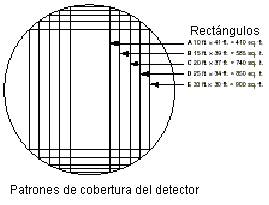 Rectángulos
A 10 ft. x 41 ft. = 410 sq. ft.
B 15 ft. x 39 ft. = 585 sq. ft.
C 20 ft. x 37 ft. = 740 sq. ft.
D 25 ft. x 34 ft. = 850 sq. ft.
E 30 ft. x 30 ft. = 900 sq. ft.
Patrones de cobertura del detector